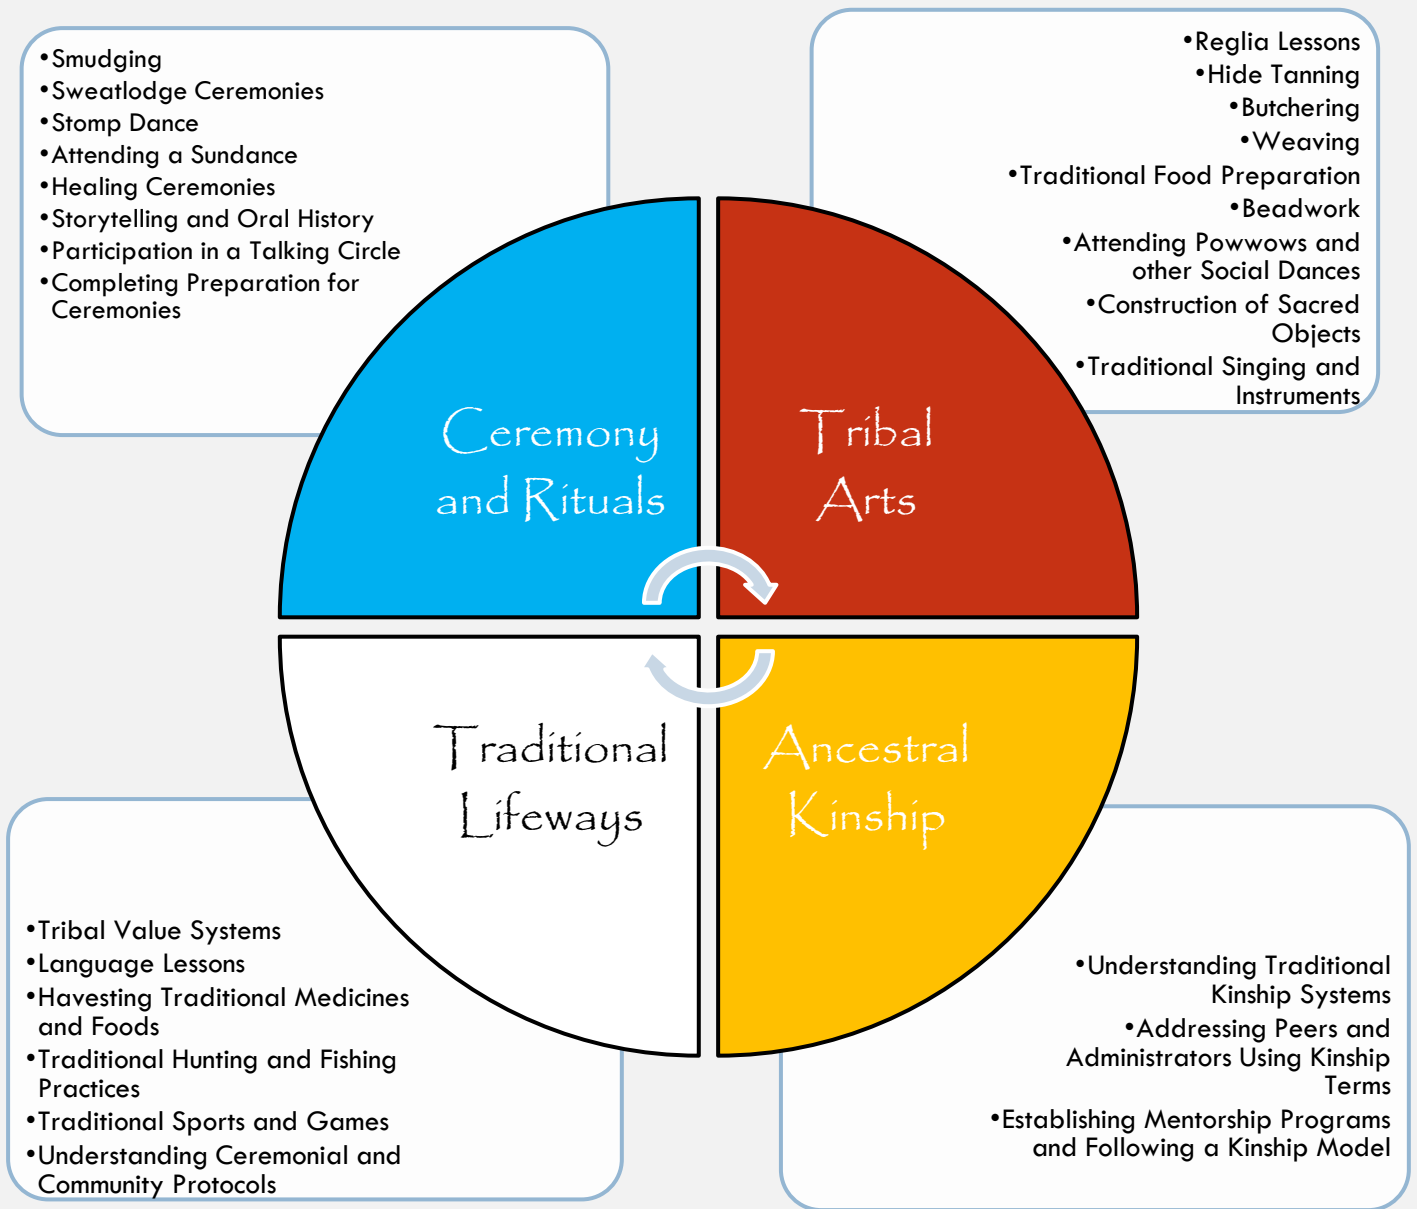 •Smudging
•Sweatlodge Ceremonies
•Stomp Dance
•Attending a Sundance
•Healing Ceremonies
•Storytelling and Oral History
•Participation in a Talking Circle
•Completing Preparation for
Ceremonies
•Reglia Lessons
•Hide Tanning
•Butchering
•Weaving
•Traditional Food Preparation
•Beadwork
•Attending Powwows and
other Social Dances
•Construction of Sacred
Objects
•Traditional Singing and
Instruments
Ceremony
and Rituals
Tribal
Arts
Traditional
Lifeways
Ancestral
Kinship
•Tribal Value Systems
•Language Lessons
•Havesting Traditional Medicines
and Foods
•Traditional Hunting and Fishing
Practices
•Traditional Sports and Games
•Understanding Ceremonial and
Community Protocols
•Understanding Traditional
Kinship Systems
•Addressing Peers and
Administrators Using Kinship
Terms
•Establishing Mentorship Programs
and Following a Kinship Model